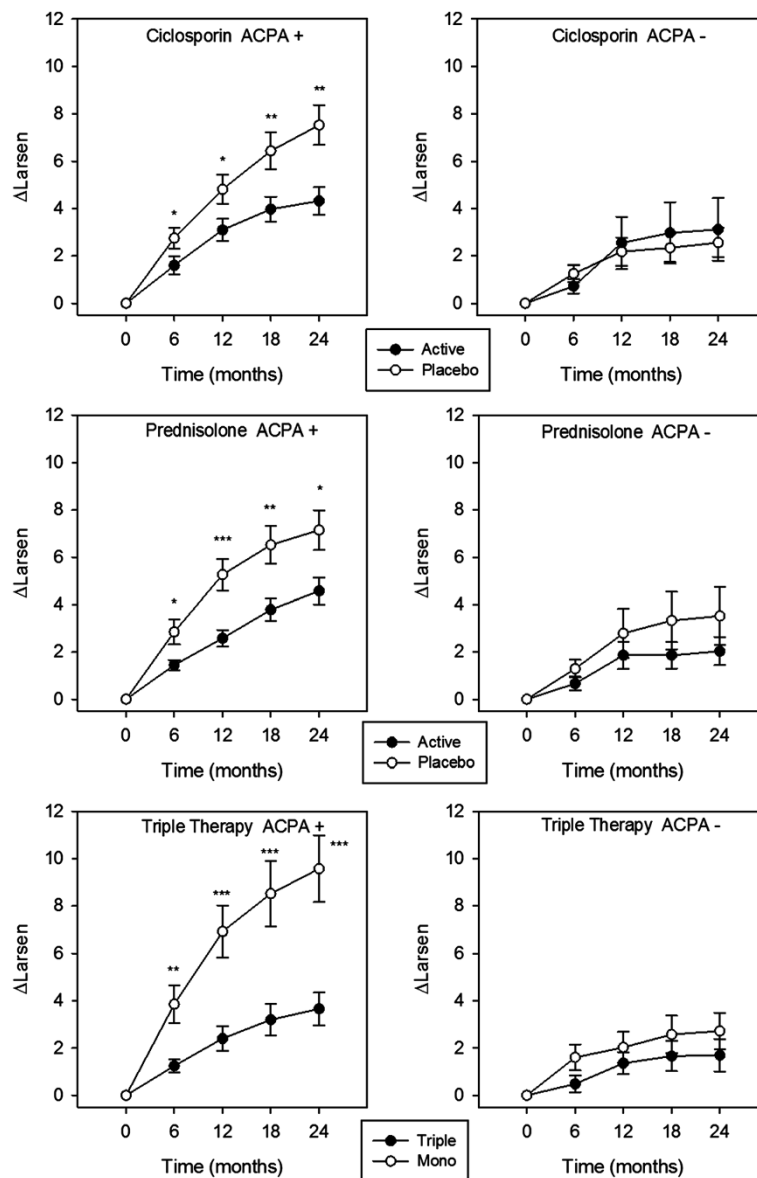 Ciclosporin ACPA +
12
10
8
6
4
2
0
ΔLarsen
*
*
**
**
0 6 12 18 24
Time (months)
Ciclosporin ACPA -
12
10
8
6
4
2
0
ΔLarsen
0 6 12 18 24
Time (months)
Active
Placebo
Prednisolone ACPA +
12
10
8
6
4
2
0
ΔLarsen
*
***
**
*
0 6 12 18 24
Time (months)
Prednisolone ACPA -
12
10
8
6
4
2
0
ΔLarsen
0 6 12 18 24
Time (months)
Active
Placebo
Triple Therapy ACPA +
12
10
8
6
4
2
0
ΔLarsen
**
***
***
***
0 6 12 18 24
Time (months)
Triple Therapy ACPA -
12
10
8
6
4
2
0
ΔLarsen
0 6 12 18 24
Time (months)
Triple
Mono